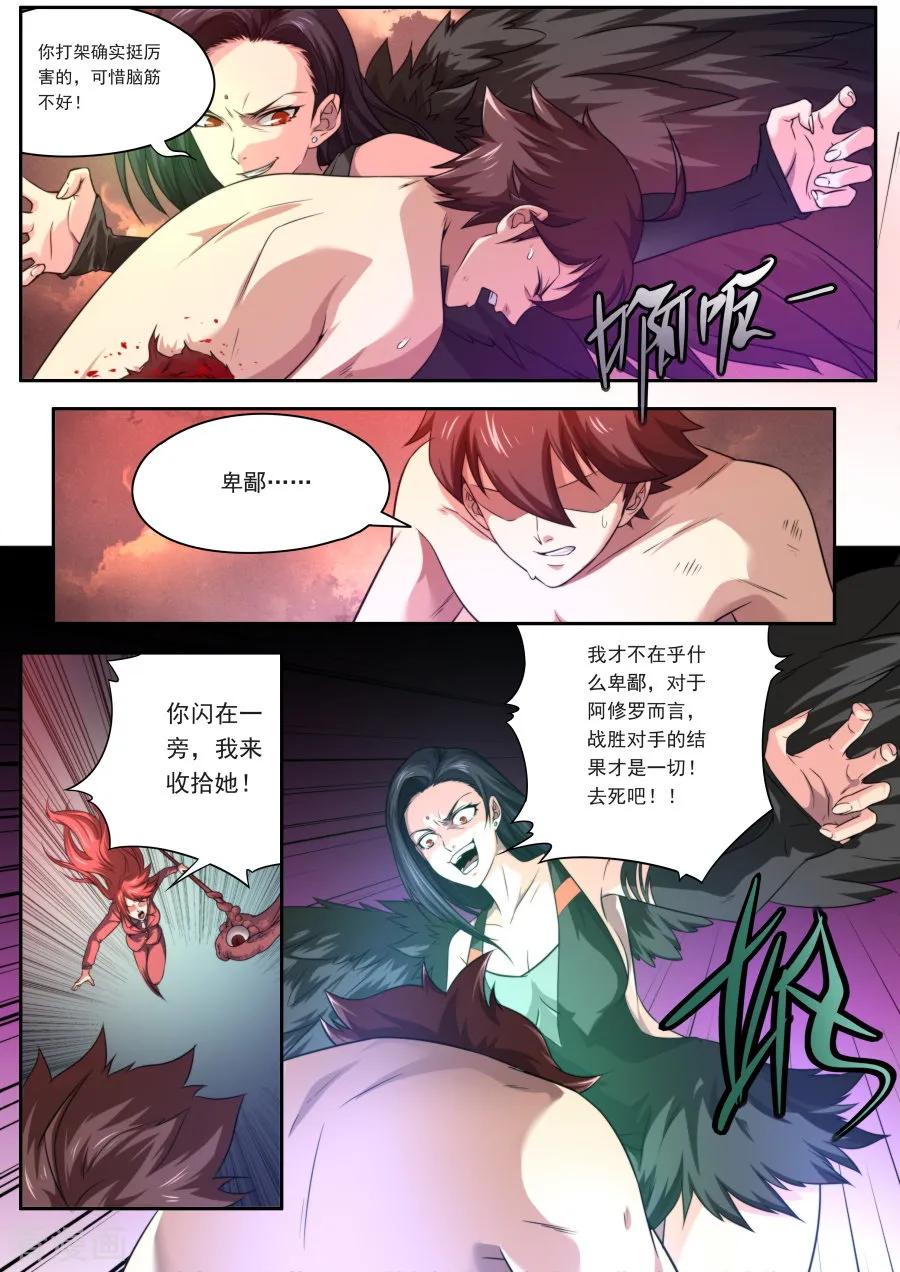 你打架确实挺厉
害的，可惜脑筋
不好！
啊呃一
卑鄙……
你闪在一
旁，我来
收拾她！
我才不在乎什
么卑鄙，对于
阿修罗而言，
战胜对手的结
果才是一切！
去死吧！！